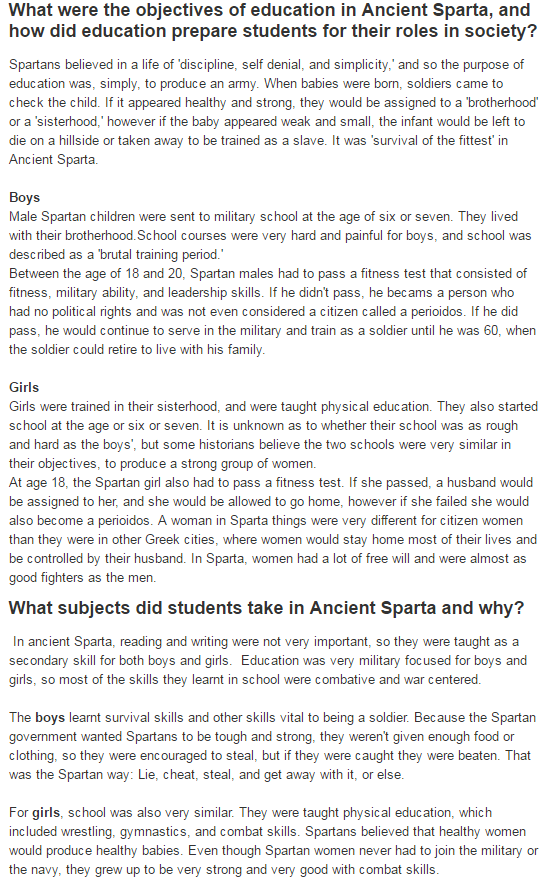 What were the objectives of education in Ancient Sparta, and
how did education prepare students for their roles in society?
Spartans believed in a life of 'discipline, self denial, and simplicity,' and so the purpose of
education was, simply, to produce an army. When babies were born, soldiers came to
check the child. If it appeared healthy and strong, they would be assigned to a 'brotherhood'
or a 'sisterhood,' however if the baby appeared weak and small, the infant would be left to
die on a hillside or taken away to be trained as a slave. It was 'survival of the fittest' in
Ancient Sparta.
Boys
Male Spartan children were sent to military school at the age of six or seven. They lived
with their brotherhood.School courses were very hard and painful for boys, and school was
described as a 'brutal training period.'
Between the age of 18 and 20, Spartan males had to pass a fitness test that consisted of
fitness, military ability, and leadership skills. If he didn't pass, he becams a person who
had no political rights and was not even considered a citizen called a perioidos. If he did
pass, he would continue to serve in the military and train as a soldier until he was 60, when
the soldier could retire to live with his family.
Girls
Girls were trained in their sisterhood, and were taught physical education. They also started
school at the age or six or seven. It is unknown as to whether their school was as rough
and hard as the boys', but some historians believe the two schools were very similar in
their objectives, to produce a strong group of women.
At age 18, the Spartan girl also had to pass a fitness test. If she passed, a husband would
be assigned to her, and she would be allowed to go home, however if she failed she would
also become a perioidos. A woman in Sparta things were very different for citizen women
than they were in other Greek cities, where women would stay home most of their lives and
be controlled by their husband. In Sparta, women had a lot of free will and were almost as
good fighters as the men.
What subjects did students take in Ancient Sparta and why?
In ancient Sparta, reading and writing were not very important, so they were taught as a
secondary skill for both boys and girls. Education was very military focused for boys and
girls, so most of the skills they learnt in school were combative and war centered.
The boys learnt survival skills and other skills vital to being a soldier. Because the Spartan
government wanted Spartans to be tough and strong, they weren't given enough food or
clothing, so they were encouraged to steal, but if they were caught they were beaten. That
was the Spartan way: Lie, cheat, steal, and get away with it, or else.
For girls, school was also very similar. They were taught physical education, which
included wrestling, gymnastics, and combat skills. Spartans believed that healthy women
would produce healthy babies. Even though Spartan women never had to join the military or
the navy, they grew up to be very strong and very good with combat skills.